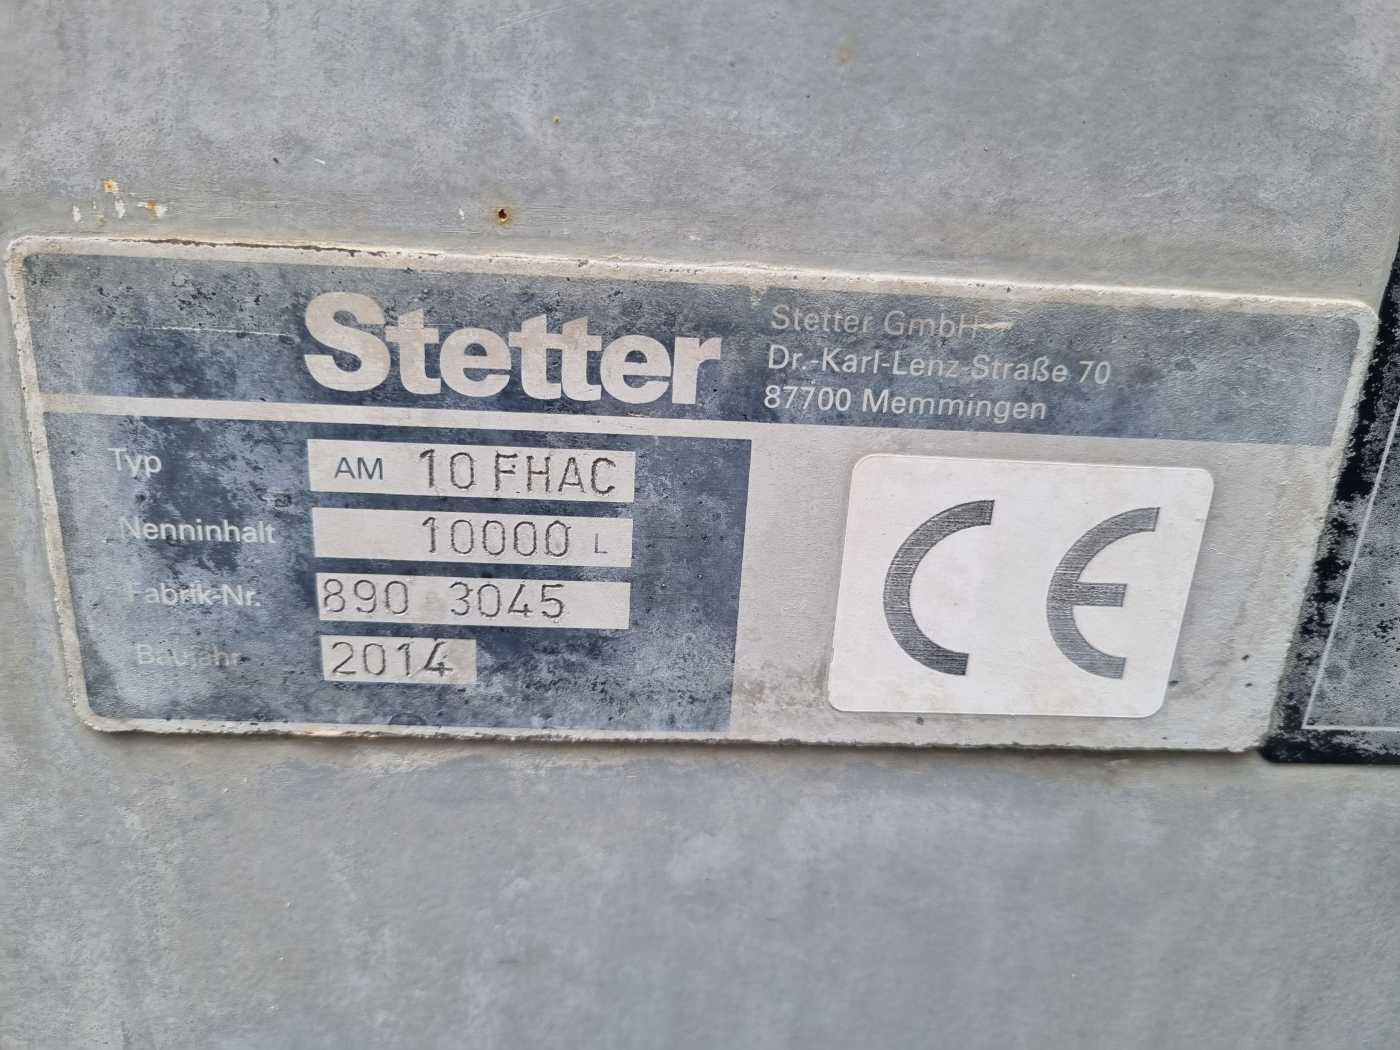 Stetter
Stetter GmbH
Dr.-Karl-Lenz-Straße 70
87700 Memmingen
Typ AM 10 FHAC
Nenninhalt 10000 L
Fabrik-Nr. 890 3045
Baujahr 2014
CE